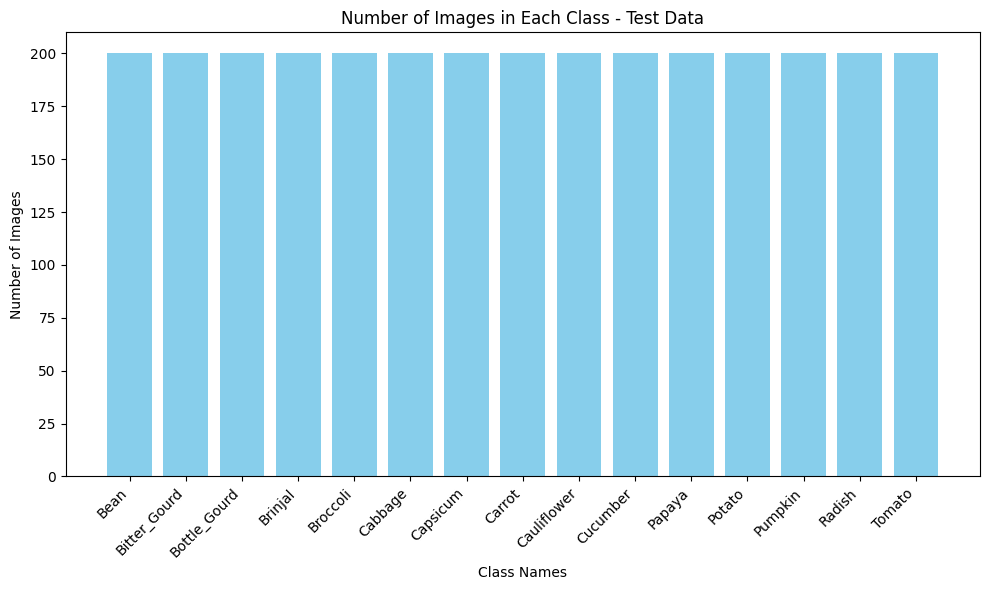 Number of Images in Each Class - Test Data
Number of Images
200
175
150
125
100
75
50
25
0
Bean
Bitter_Gourd
Bottle_Gourd
Brinjal
Broccoli
Cabbage
Capsicum
Carrot
Cauliflower
Cucumber
Papaya
Potato
Pumpkin
Radish
Tomato
Class Names